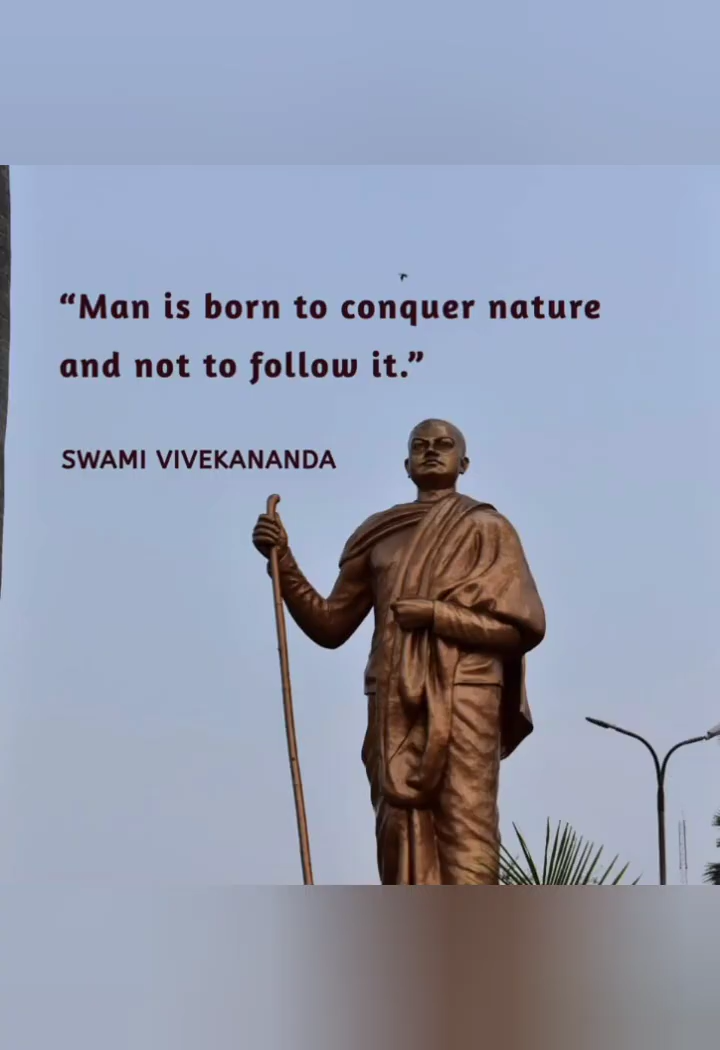 “Man is born to conquer nature
and not to follow it.”
SWAMI VIVEKANANDA